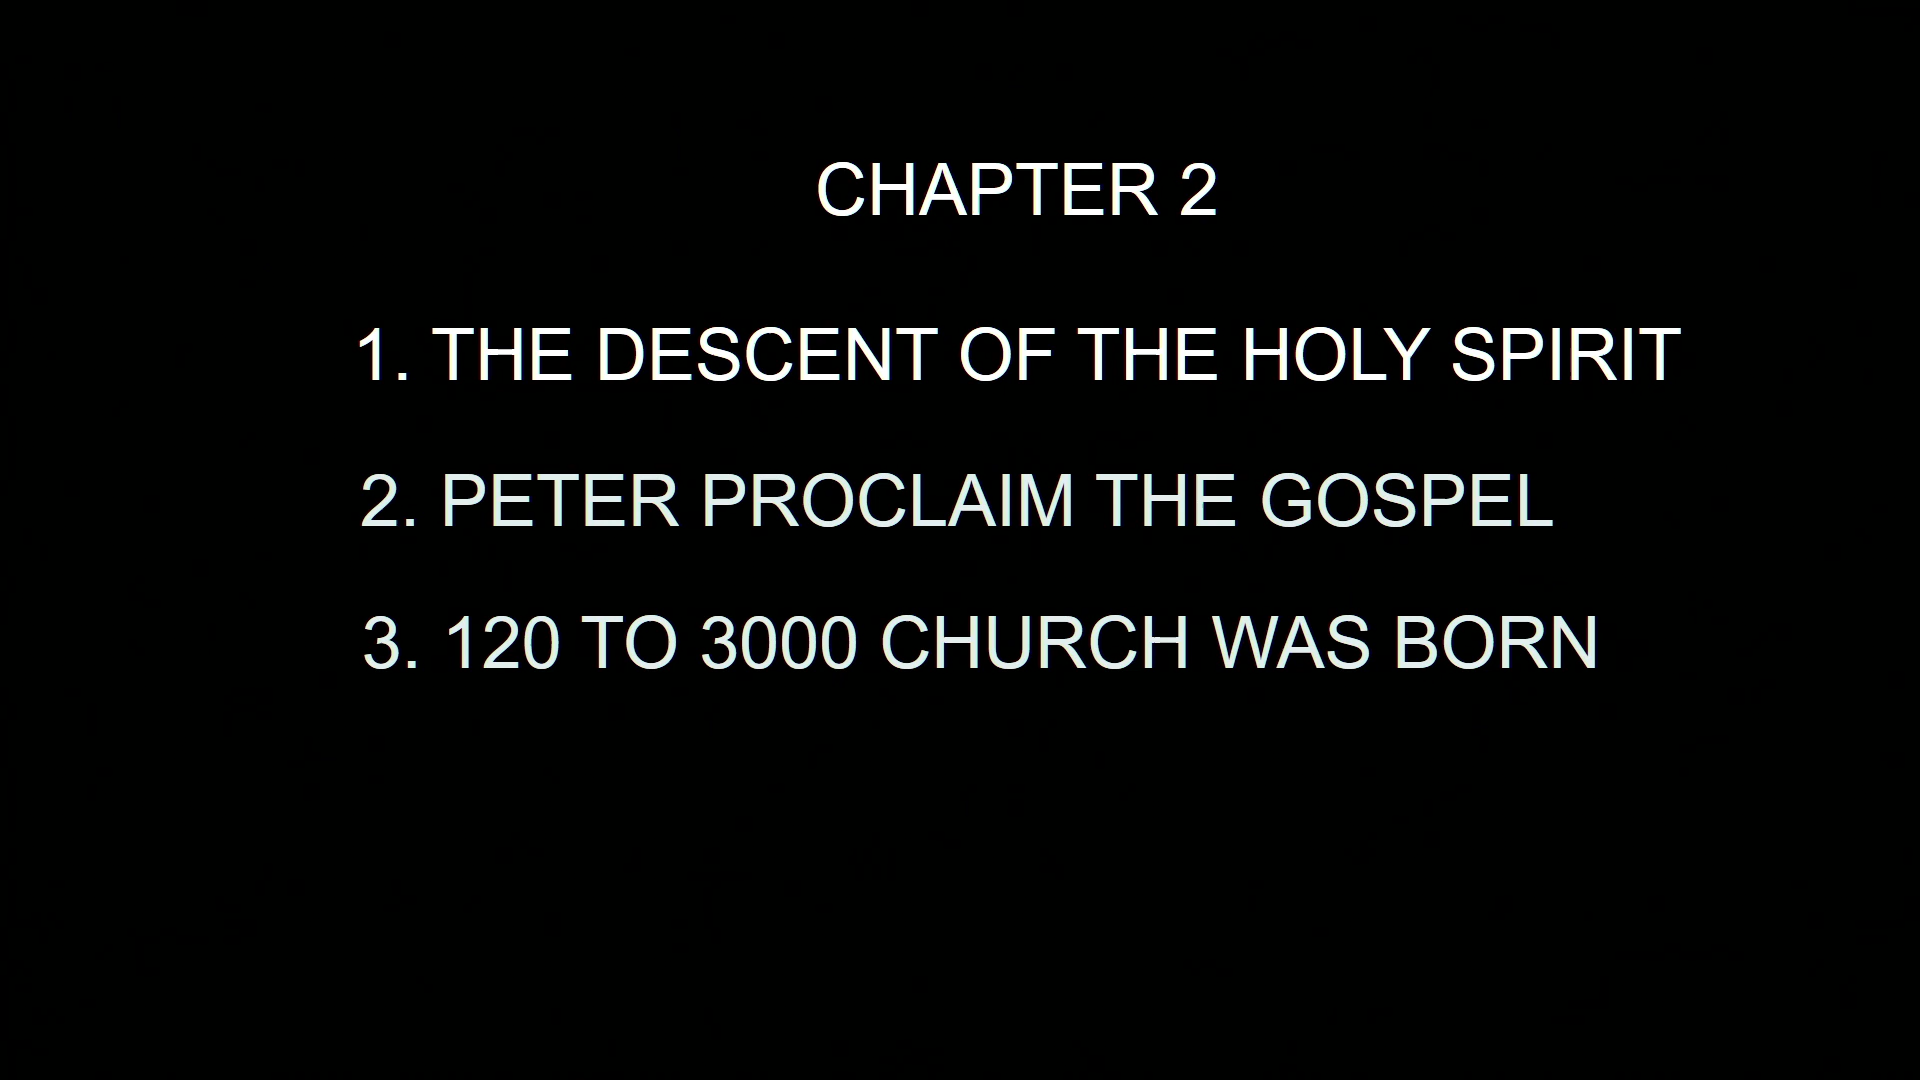 CHAPTER 2
1. THE DESCENT OF THE HOLY SPIRIT
2. PETER PROCLAIM THE GOSPEL
3. 120 TO 3000 CHURCH WAS BORN